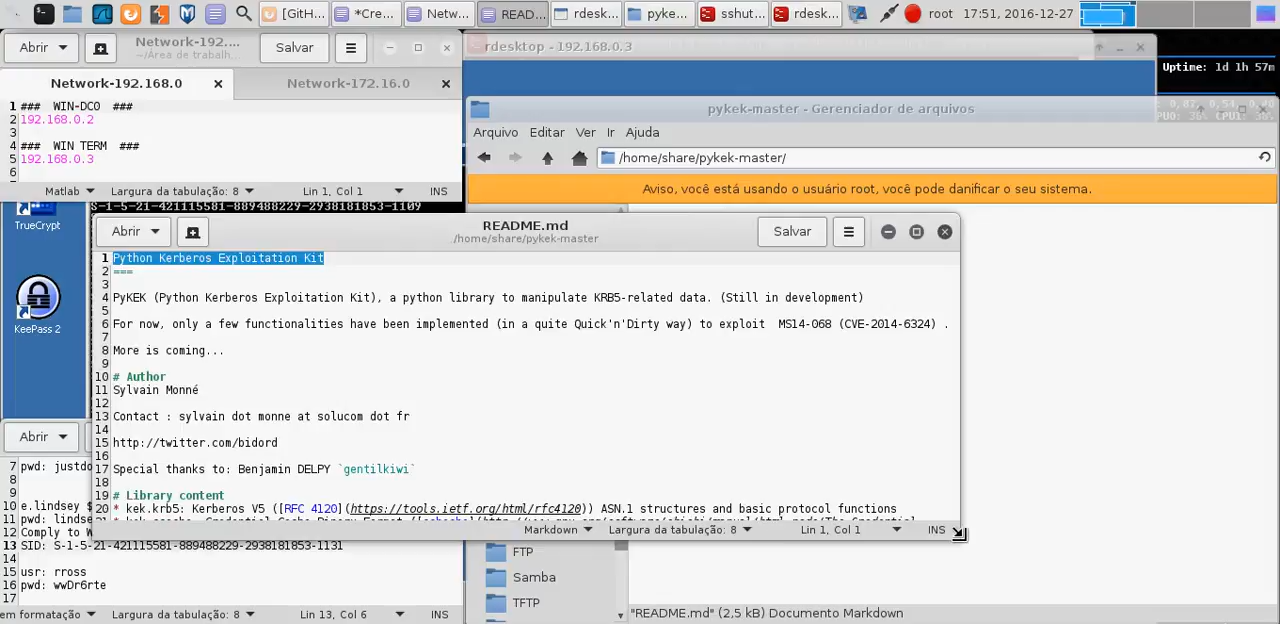 [GitH...
*Cre...
Netw...
READ...
rdesk...
pyke...
sshut...
rdesk...
root 17:51, 2016-12-27
Abrir
Network-192....
~/Área de trabalh...
Salvar
Network-192.168.0
Network-172.16.0
1 ### WIN-DCO ###
2 192.168.0.2
3
4 ### WIN TERM ###
5 192.168.0.3
6
Matlab Largura da tabulação: 8 Lin 1, Col 1 INS
S-1-5-21-421115581-889488229-2938181853-1109
TrueCrypt
KeePass 2
rdesktop - 192.168.0.3
Uptime: 1d 1h 57m
pykek-master - Gerenciador de arquivos
Arquivo Editar Ver Ir Ajuda
/home/share/pykek-master/
Aviso, você está usando o usuário root, você pode danificar o seu sistema.
Abrir
README.md
/home/share/pykek-master
Salvar
1 Python Kerberos Exploitation Kit
2 ===
3
4 PyKEK (Python Kerberos Exploitation Kit), a python library to manipulate KRB5-related data. (Still in development)
5
6 For now, only a few functionalities have been implemented (in a quite Quick'n'Dirty way) to exploit  MS14-068 (CVE-2014-6324) .
7
8 More is coming...
9
10 # Author
11 Sylvain Monné
12
13 Contact : sylvain dot monne at solucom dot fr
14
15 http://twitter.com/bidord
16
17 Special thanks to: Benjamin DELPY `gentilkiwi`
18
19 # Library content
20 * kek.krb5: Kerberos V5 ([RFC 4120](https://tools.ietf.org/html/rfc4120)) ASN.1 structures and basic protocol functions
Markdown Largura da tabulação: 8 Lin 1, Col 1 INS
Abrir
7 pwd: justdo
8
9
10 e.lindsey $
11 pwd: lindse
12 Comply to W
13 SID: S-1-5-21-421115581-889488229-2938181853-1131
14
15 usr: rross
16 pwd: wwDr6rte
17
em formatação Largura da tabulação: 8 Lin 13, Col 6 INS
FTP
Samba
TFTP
"README.md" (2,5 kB) Documento Markdown